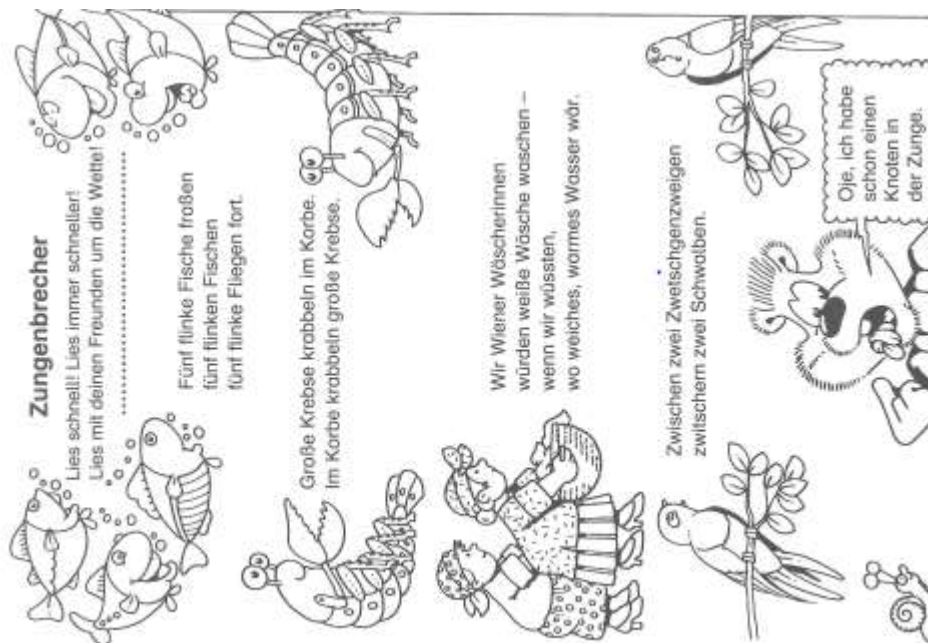 Zungenbrecher
Lies schnell! Lies immer schneller!
Lies mit deinen Freunden um die Wette!
Fünf flinke Fische fraßen
fünf flinken Fischen
fünf flinke Fliegen fort.
Große Krebse krabbeln im Korbe.
Im Korbe krabbeln große Krebse.
Wir Wiener Wäscherinnen
würden weiße Wäsche waschen –
wenn wir wüssten,
wo weiches, warmes Wasser wär.
Zwischen zwei Zwetschgenzweigen
zwitschern zwei Schwalben.
Oje, ich habe
schon einen
Knoten in
der Zunge.